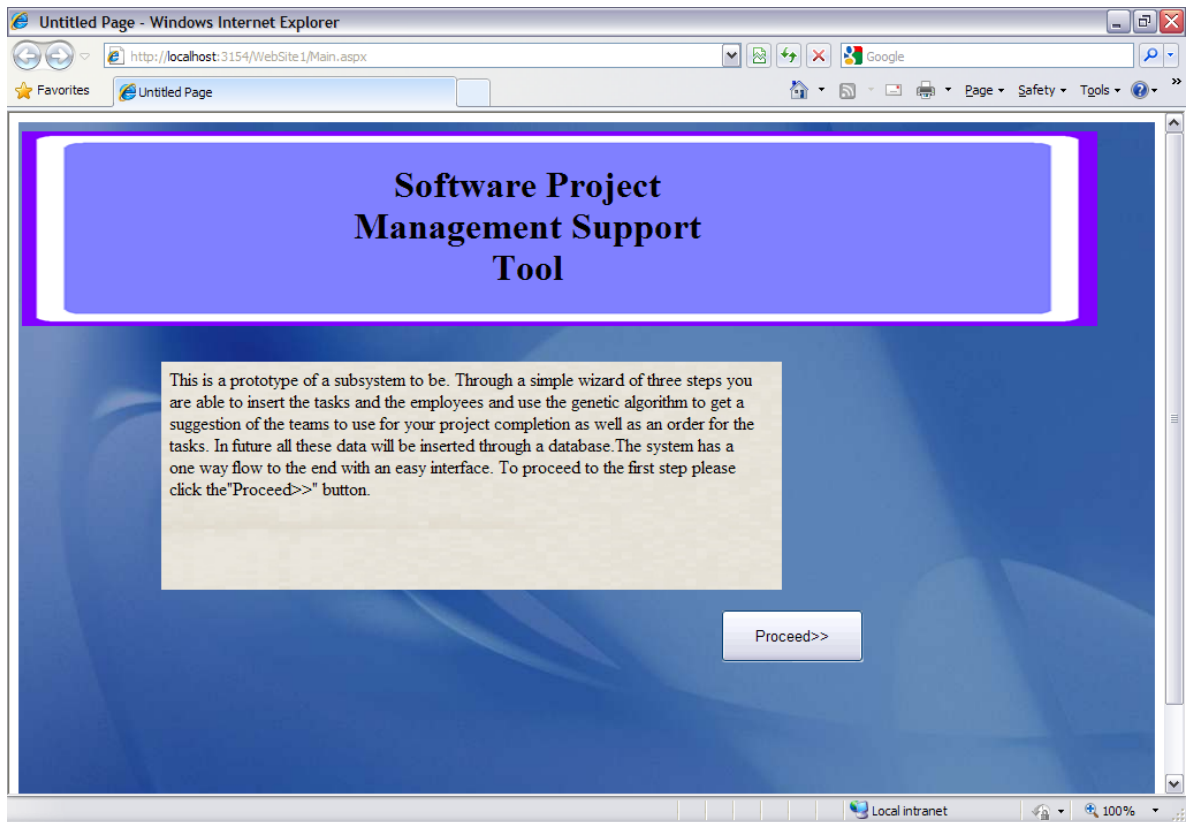 Untitled Page - Windows Internet Explorer
http://localhost:3154/WebSite1/Main.aspx
Google
Favorites
Untitled Page
Page
Safety
Tools
»
Software Project
Management Support
Tool
This is a prototype of a subsystem to be. Through a simple wizard of three steps you
are able to insert the tasks and the employees and use the genetic algorithm to get a
suggestion of the teams to use for your project completion as well as an order for the
tasks. In future all these data will be inserted through a database.The system has a
one way flow to the end with an easy interface. To proceed to the first step please
click the"Proceed>>" button.
Proceed>>
Local intranet
100%